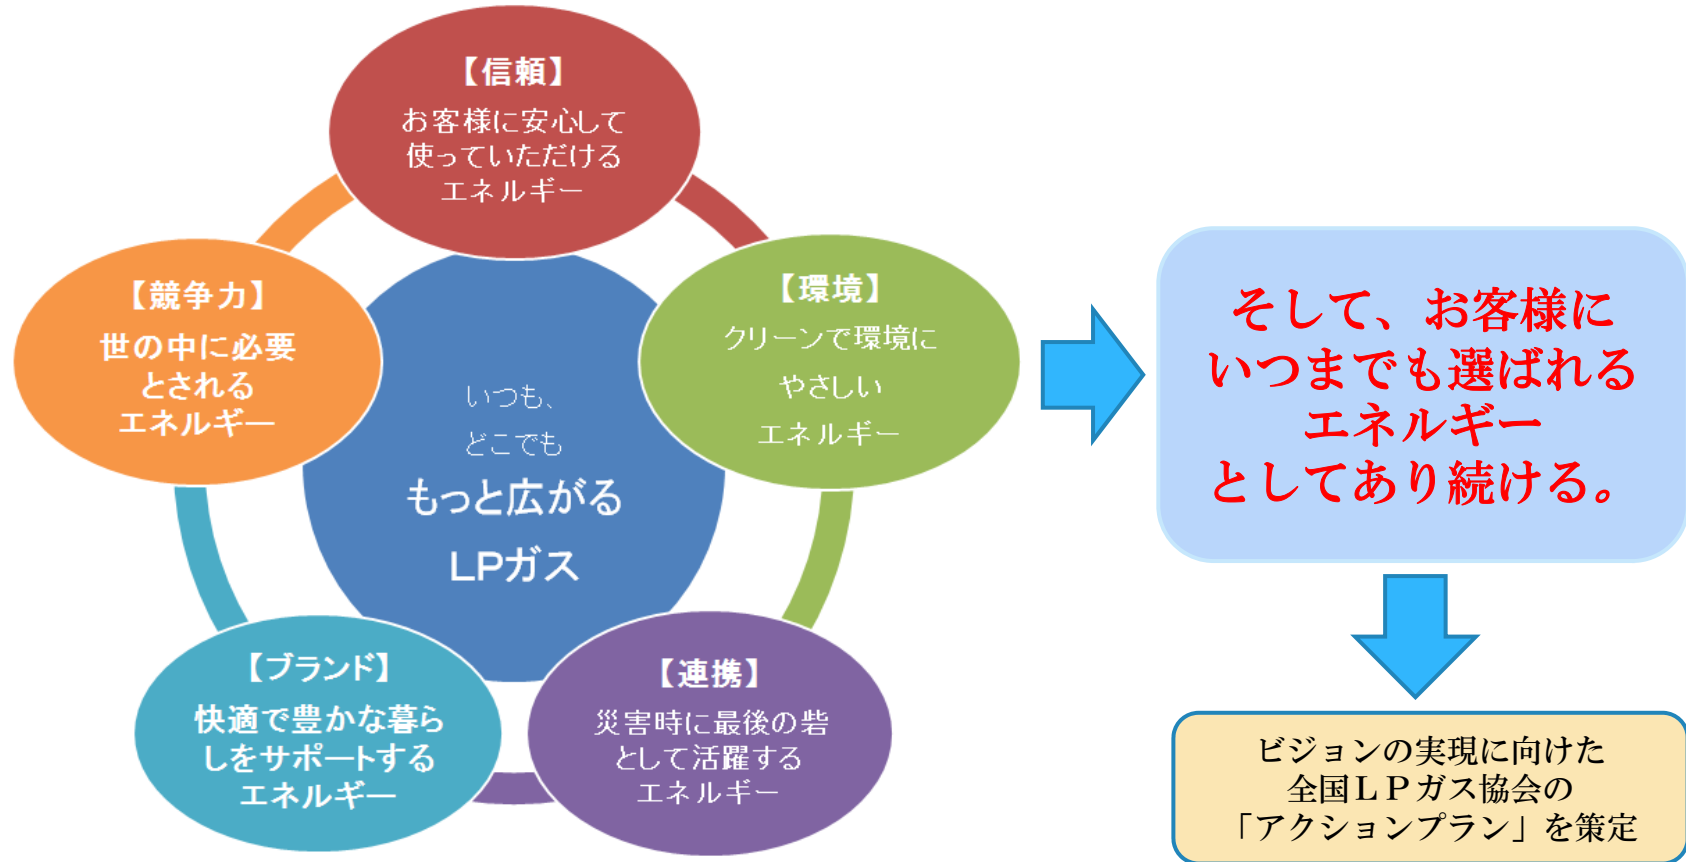 【信頼】
お客様に安心して
使っていただける
エネルギー
【競争力】
世の中に必要
とされる
エネルギー
【環境】
クリーンで環境に
やさしい
エネルギー
いつも、
どこでも
もっと広がる
LPガス
【ブランド】
快適で豊かな暮ら
しをサポートする
エネルギー
【連携】
災害時に最後の砦
として活躍する
エネルギー
そして、お客様に
いつまでも選ばれる
エネルギー
としてあり続ける。
ビジョンの実現に向けた
全国ＬＰガス協会の
「アクションプラン」を策定